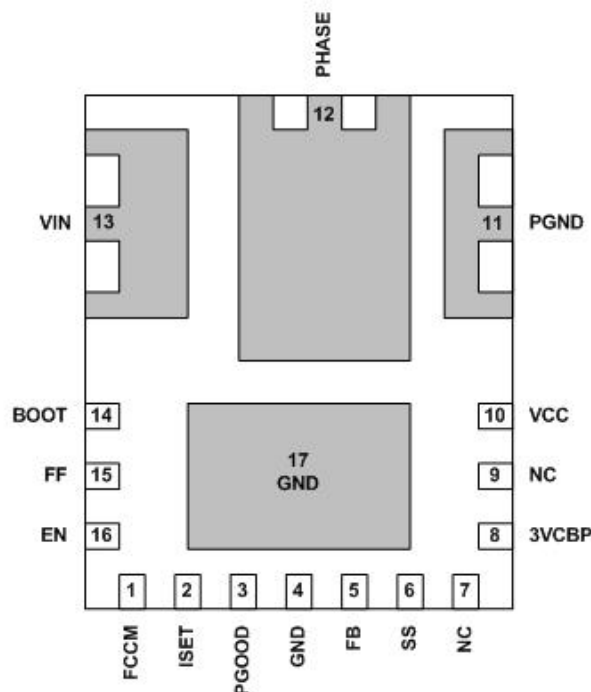 PHASE
12
VIN
13
11
PGND
BOOT
14
10
VCC
17
GND
FF
15
9
NC
EN
16
8
3VCBP
1
2
3
4
5
6
7
FCCM
ISET
PGOOD
GND
FB
SS
NC